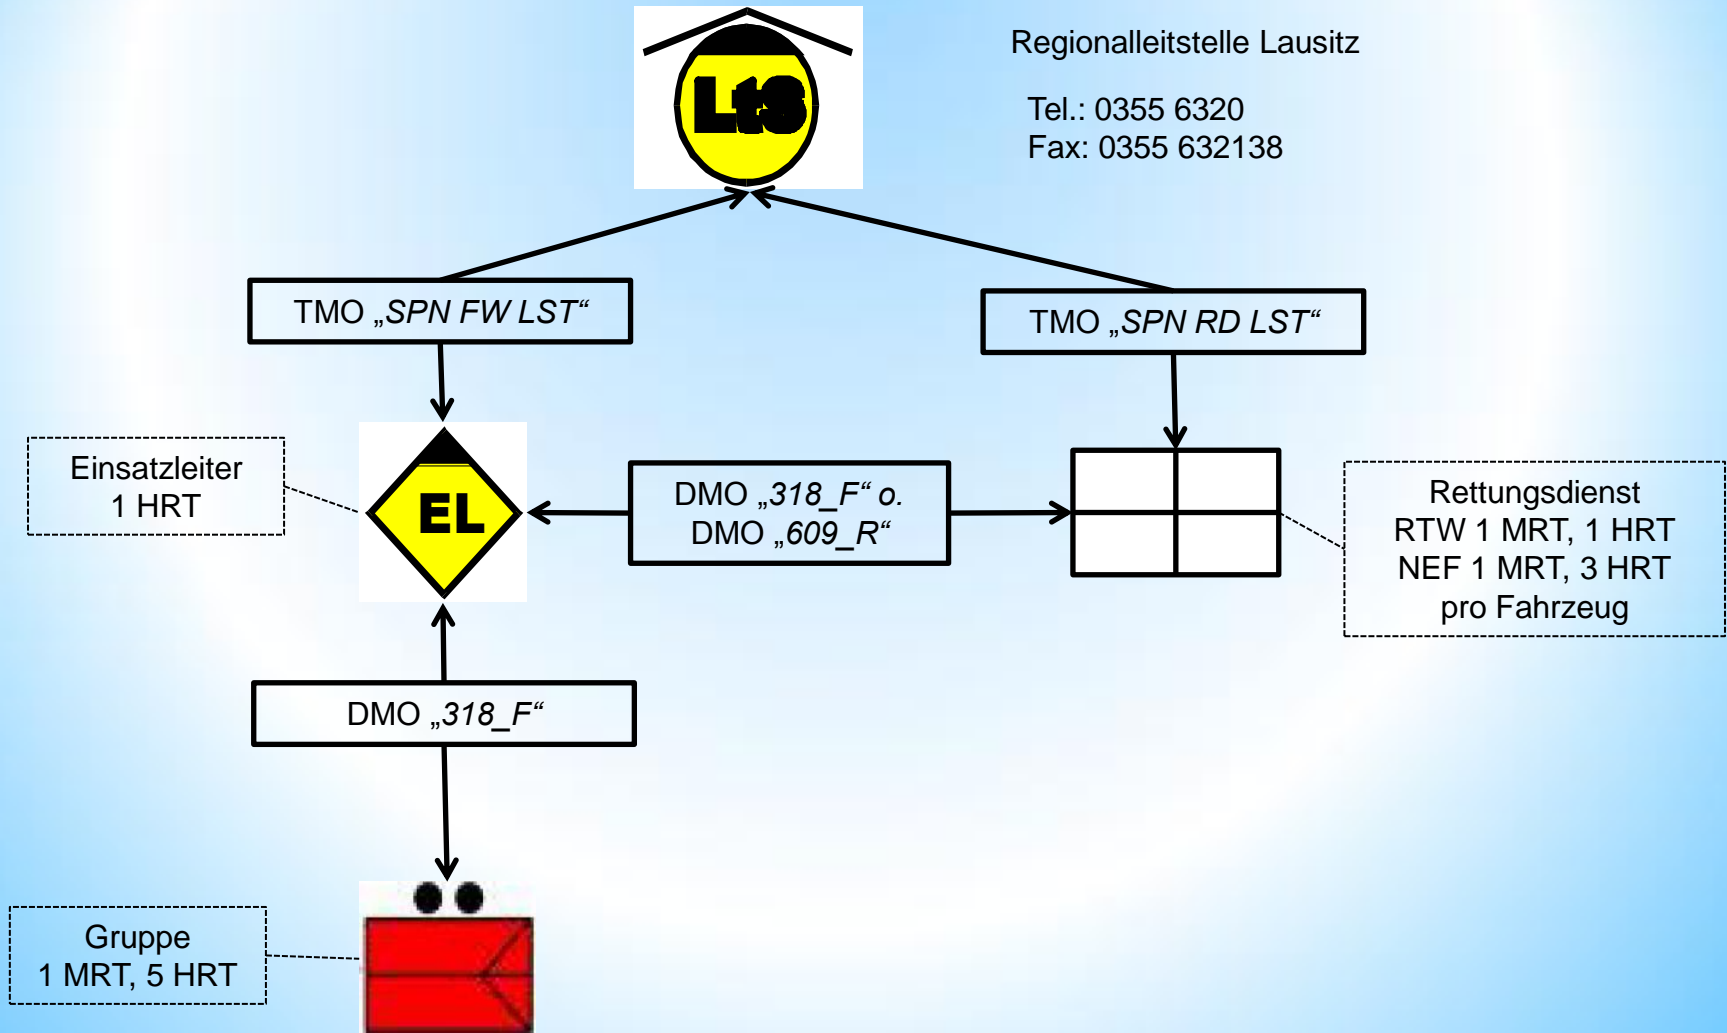 LtS
Regionalleitstelle Lausitz
Tel.: 0355 6320
Fax: 0355 632138
TMO „SPN FW LST“
TMO „SPN RD LST“
Einsatzleiter
1 HRT
EL
DMO „318_F“ o.
DMO „609_R“
Rettungsdienst
RTW 1 MRT, 1 HRT
NEF 1 MRT, 3 HRT
pro Fahrzeug
DMO „318_F“
Gruppe
1 MRT, 5 HRT